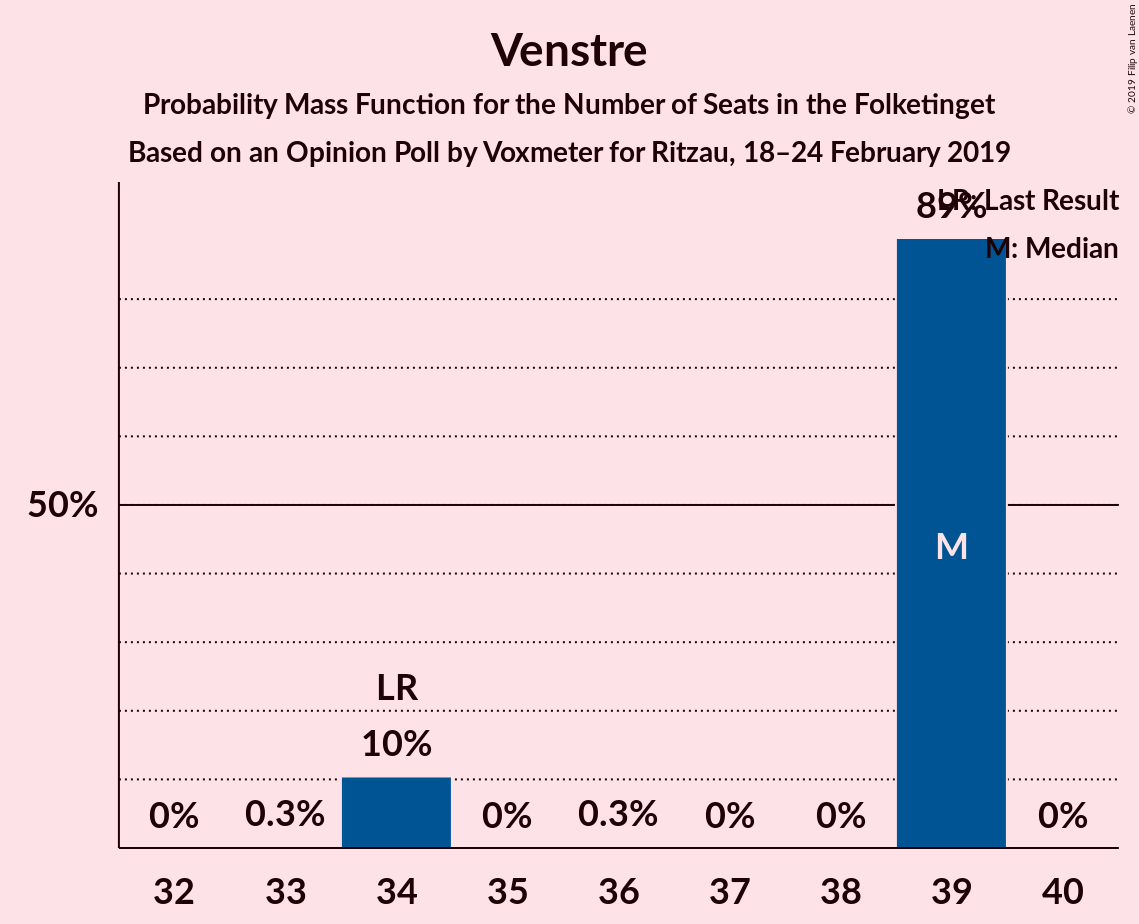 Venstre
Probability Mass Function for the Number of Seats in the Folketinget
Based on an Opinion Poll by Voxmeter for Ritzau, 18–24 February 2019
© 2019 Filip van Laenen
LR: Last Result
M: Median
89%
50%
M
LR
10%
0% 0.3% 0% 0.3% 0% 0% 0%
32 33 34 35 36 37 38 39 40